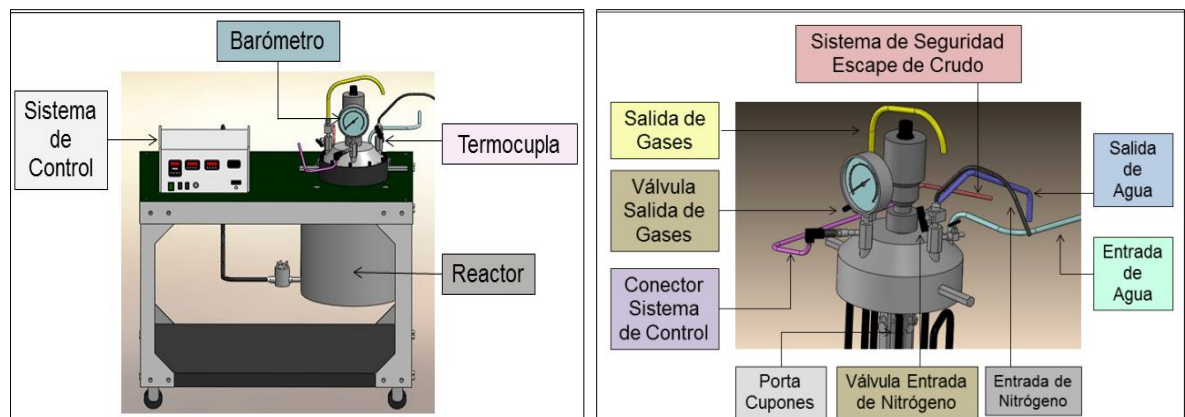 Barómetro
Sistema
de
Control
Termocupla
Reactor
Sistema de Seguridad
Escape de Crudo
Salida de
Gases
Válvula
Salida de
Gases
Conector
Sistema
de Control
Salida
de
Agua
Entrada
de
Agua
Porta
Cupones
Válvula Entrada
de Nitrógeno
Entrada de
Nitrógeno